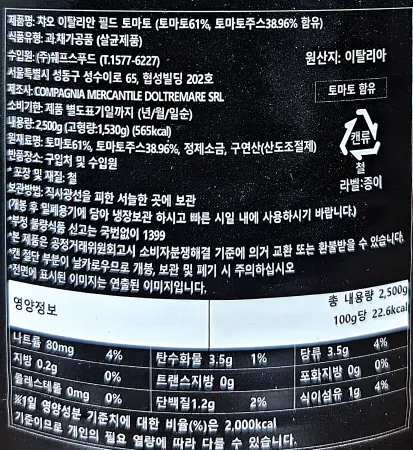 제품명: 챠오 이탈리안 필드 토마토 (토마토61%, 토마토주스38.96% 함유)
식품유형: 과.채가공품 (살균제품)
수입원: (주)웨프스푸드 (T.1577-6227)
원산지: 이탈리아
서울특별시 성동구 성수이로 65, 협성빌딩 202호
제조사: COMPAGNIA MERCANTILE DOLTREMARE SRL
토마토 함유
소비기한: 제품 별도표기일까지 (년/월/일순)
내용량: 2,500g (고형량:1,530g) (565kcal)
원재료명: 토마토61%, 토마토주스38.96%, 정제소금, 구연산(산도조절제)
캔류
철
라벨:종이
반품장소: 구입처 및 수입원
* 포장 및 재질: 철
보관방법: 직사광선을 피한 서늘한 곳에 보관
(개봉 후 밀폐용기에 담아 냉장보관 하시고 빠른 시일 내에 사용하시기 바랍니다.)
*부정 불량식품 신고는 국번없이 1399
*본 제품은 공정거래위원회고시 소비자분쟁해결 기준에 의거 교환 또는 환불받을 수 있습니다.
*캔 절단 부분이 날카로우므로 개봉, 보관 및 폐기 시 주의하십시오
*전면에 표시된 이미지는 연출된 이미지입니다.
영양정보
총 내용량 2,500g
100g당 22.6kcal
나트륨 80mg 4% 탄수화물 3.5g 1% 당류 3.5g 4%
지방 0.2g 0% 트랜스지방 0g 포화지방 0g 0%
콜레스테롤 0mg 0% 단백질1.2g 2% 식이섬유 1g 4%
※1일 영양성분 기준치에 대한 비율(%)은 2,000kcal
기준이므로 개인의 필요 열량에 따라 다를 수 있습니다.